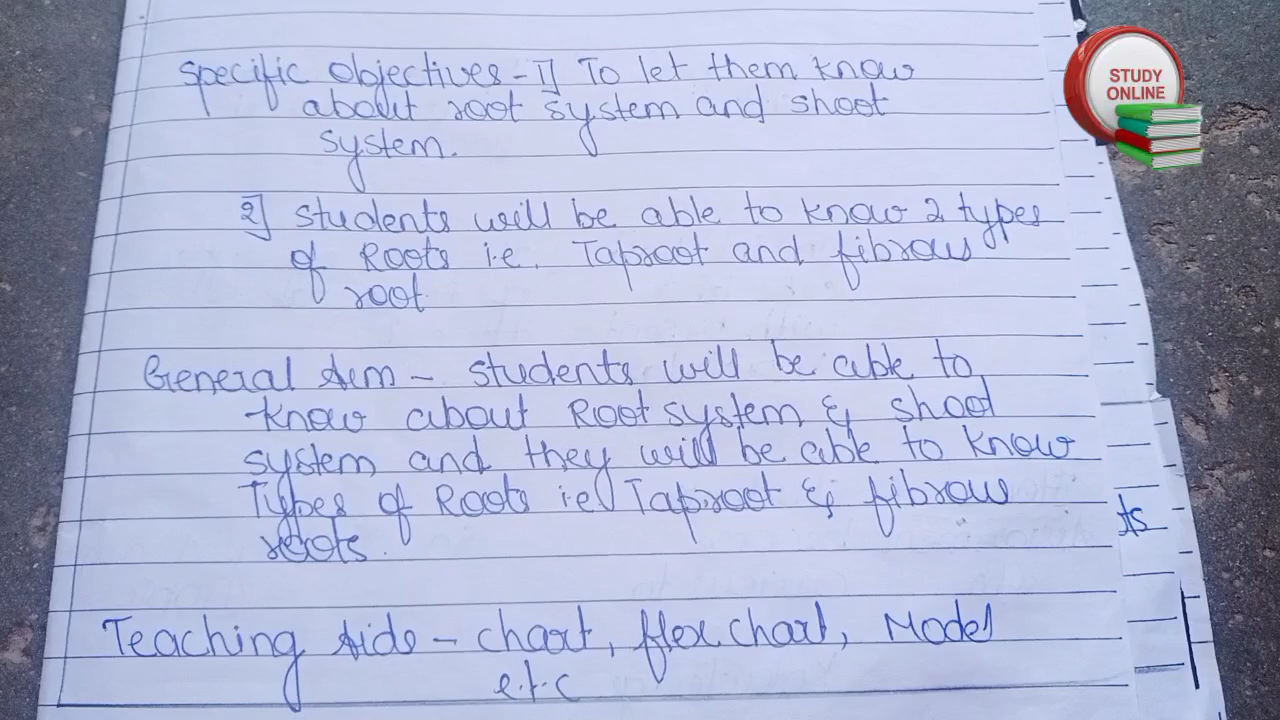 Specific Objectives - 1] To let them know
about root system and shoot
system.
2] students will be able to know 2 types
of Roots i.e. Taproot and fibrous
root.
General Aim - students will be able to
know about Root system & shoot
system, and they will be able to know
Types of Roots i.e. Taproot & fibrous
roots.
Teaching Aids - chart, flex chart, Model
e.t.c
ts
STUDY
ONLINE